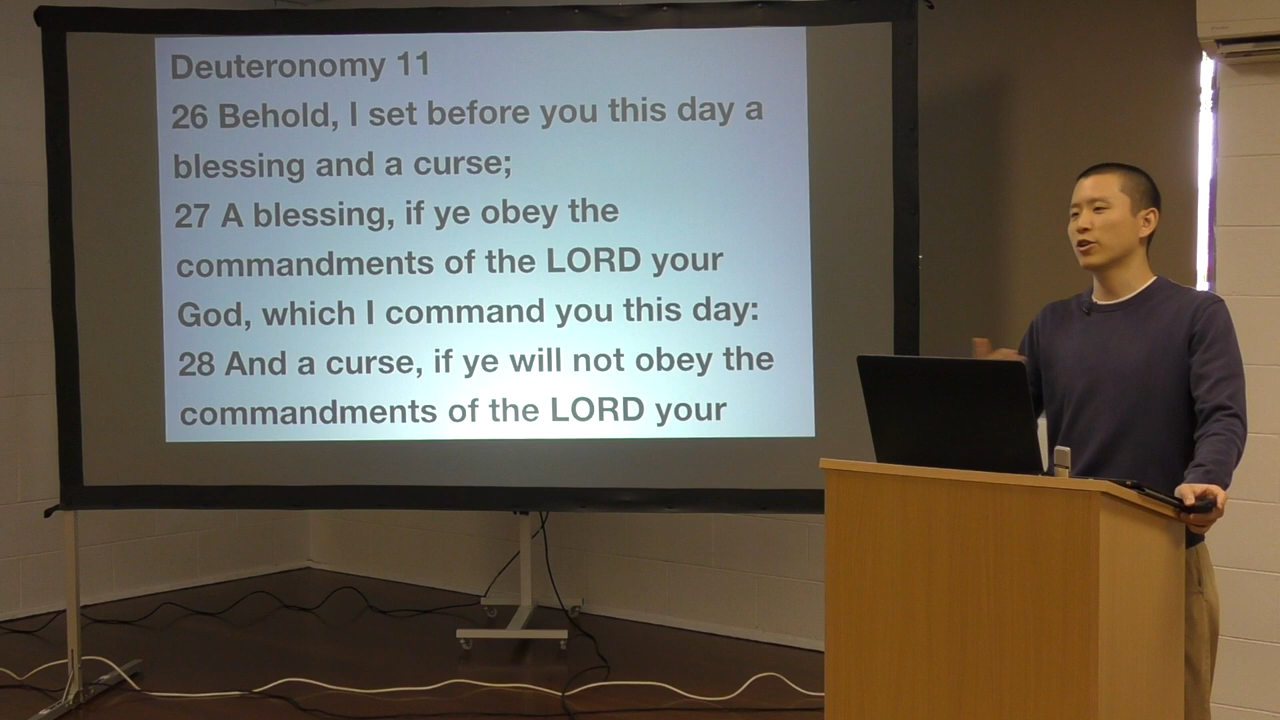 Deuteronomy 11
26 Behold, I set before you this day a
blessing and a curse;
27 A blessing, if ye obey the
commandments of the LORD your
God, which I command you this day:
28 And a curse, if ye will not obey the
commandments of the LORD your